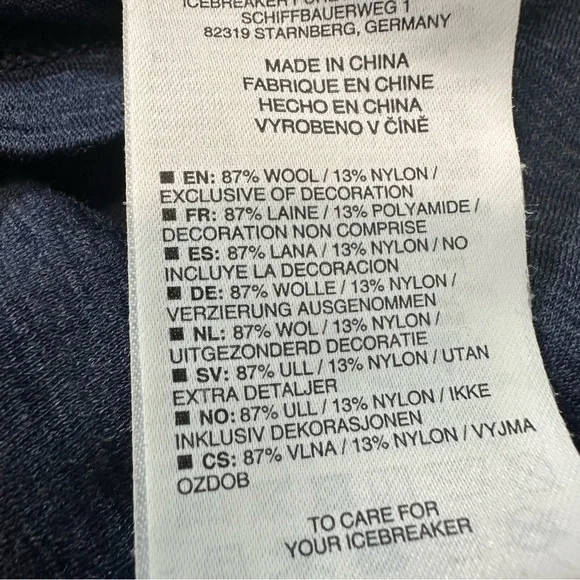 ICEBREAKER
SCHIFFBAUERWEG 1
82319 STARNBERG, GERMANY
MADE IN CHINA
FABRIQUE EN CHINE
HECHO EN CHINA
VYROBENO V ČÍNĚ
■ EN: 87% WOOL / 13% NYLON /
EXCLUSIVE OF DECORATION
■ FR: 87% LAINE / 13% POLYAMIDE /
DECORATION NON COMPRISE
■ ES: 87% LANA / 13% NYLON / NO
INCLUYE LA DECORACION
■ DE: 87% WOLLE / 13% NYLON /
VERZIERUNG AUSGENOMMEN
■ NL: 87% WOL / 13% NYLON /
UITGEZONDERD DECORATIE
■ SV: 87% ULL / 13% NYLON / UTAN
EXTRA DETALJER
■ NO: 87% ULL / 13% NYLON / IKKE
INKLUSIV DEKORASJONEN
■ CS: 87% VLNA / 13% NYLON / VYJMA
OZDOB
TO CARE FOR
YOUR ICEBREAKER